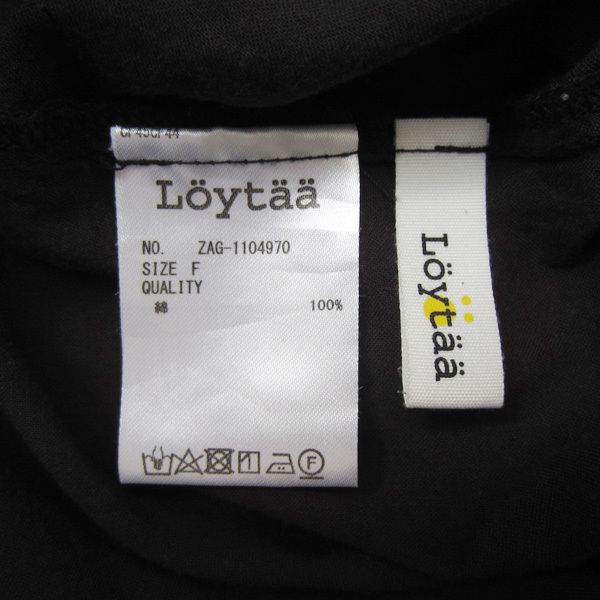 Löytää
NO. ZAG-1104970
SIZE F
QUALITY
綿 100%
F
Löytää